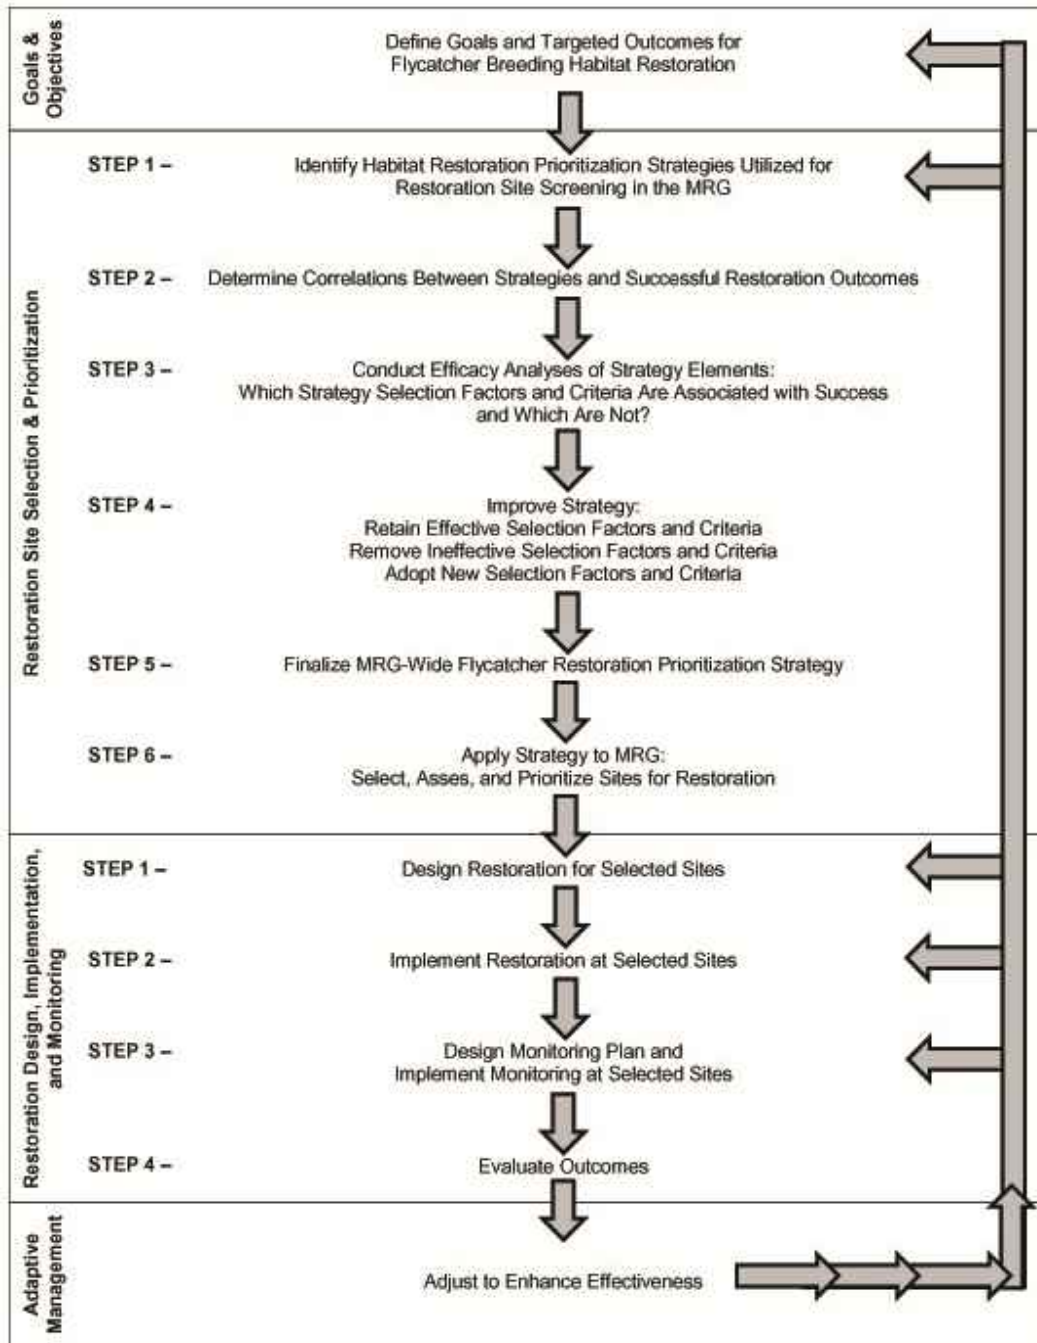 Goals &
Objectives
Define Goals and Targeted Outcomes for
Flycatcher Breeding Habitat Restoration
Restoration Site Selection & Prioritization
STEP 1 – Identify Habitat Restoration Prioritization Strategies Utilized for
Restoration Site Screening in the MRG
STEP 2 – Determine Correlations Between Strategies and Successful Restoration Outcomes
STEP 3 – Conduct Efficacy Analyses of Strategy Elements:
Which Strategy Selection Factors and Criteria Are Associated with Success
and Which Are Not?
STEP 4 – Improve Strategy:
Retain Effective Selection Factors and Criteria
Remove Ineffective Selection Factors and Criteria
Adopt New Selection Factors and Criteria
STEP 5 – Finalize MRG-Wide Flycatcher Restoration Prioritization Strategy
STEP 6 – Apply Strategy to MRG:
Select, Asses, and Prioritize Sites for Restoration
Restoration Design, Implementation,
and Monitoring
STEP 1 – Design Restoration for Selected Sites
STEP 2 – Implement Restoration at Selected Sites
STEP 3 – Design Monitoring Plan and
Implement Monitoring at Selected Sites
STEP 4 – Evaluate Outcomes
Adaptive
Management
Adjust to Enhance Effectiveness